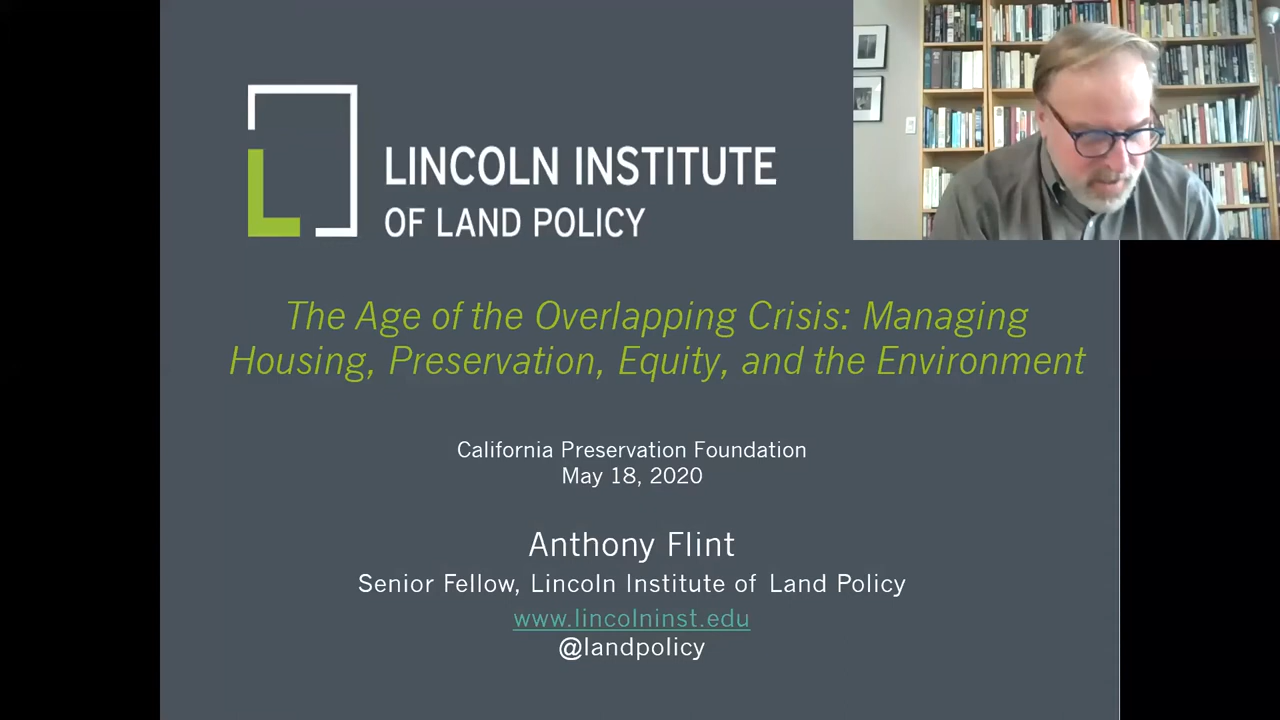 LINCOLN INSTITUTE
OF LAND POLICY
The Age of the Overlapping Crisis: Managing
Housing, Preservation, Equity, and the Environment
California Preservation Foundation
May 18, 2020
Anthony Flint
Senior Fellow, Lincoln Institute of Land Policy
www.lincolninst.edu
@landpolicy